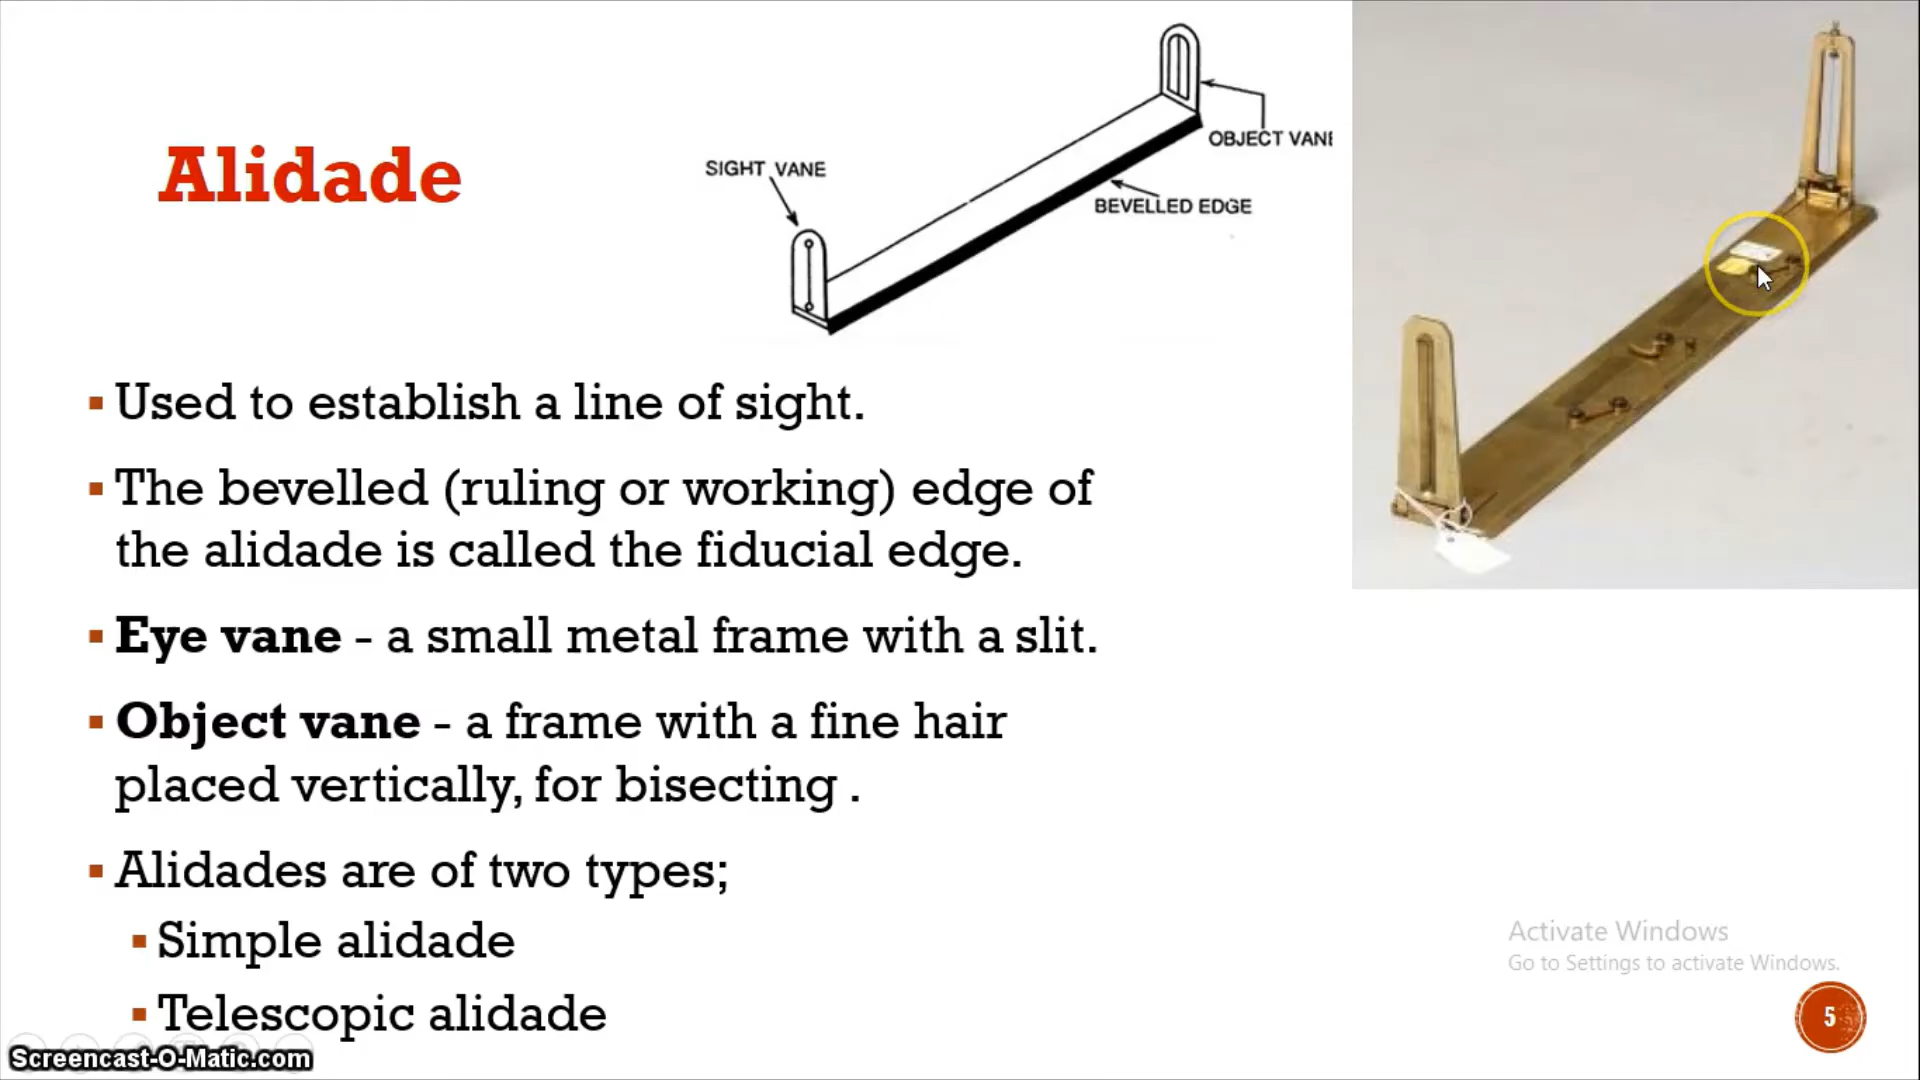 Alidade
SIGHT VANE
OBJECT VANE
BEVELLED EDGE
▪ Used to establish a line of sight.
▪ The bevelled (ruling or working) edge of
the alidade is called the fiducial edge.
▪ Eye vane - a small metal frame with a slit.
▪ Object vane - a frame with a fine hair
placed vertically, for bisecting .
▪ Alidades are of two types;
▪ Simple alidade
▪ Telescopic alidade
Activate Windows
Go to Settings to activate Windows.
5
Screencast-O-Matic.com